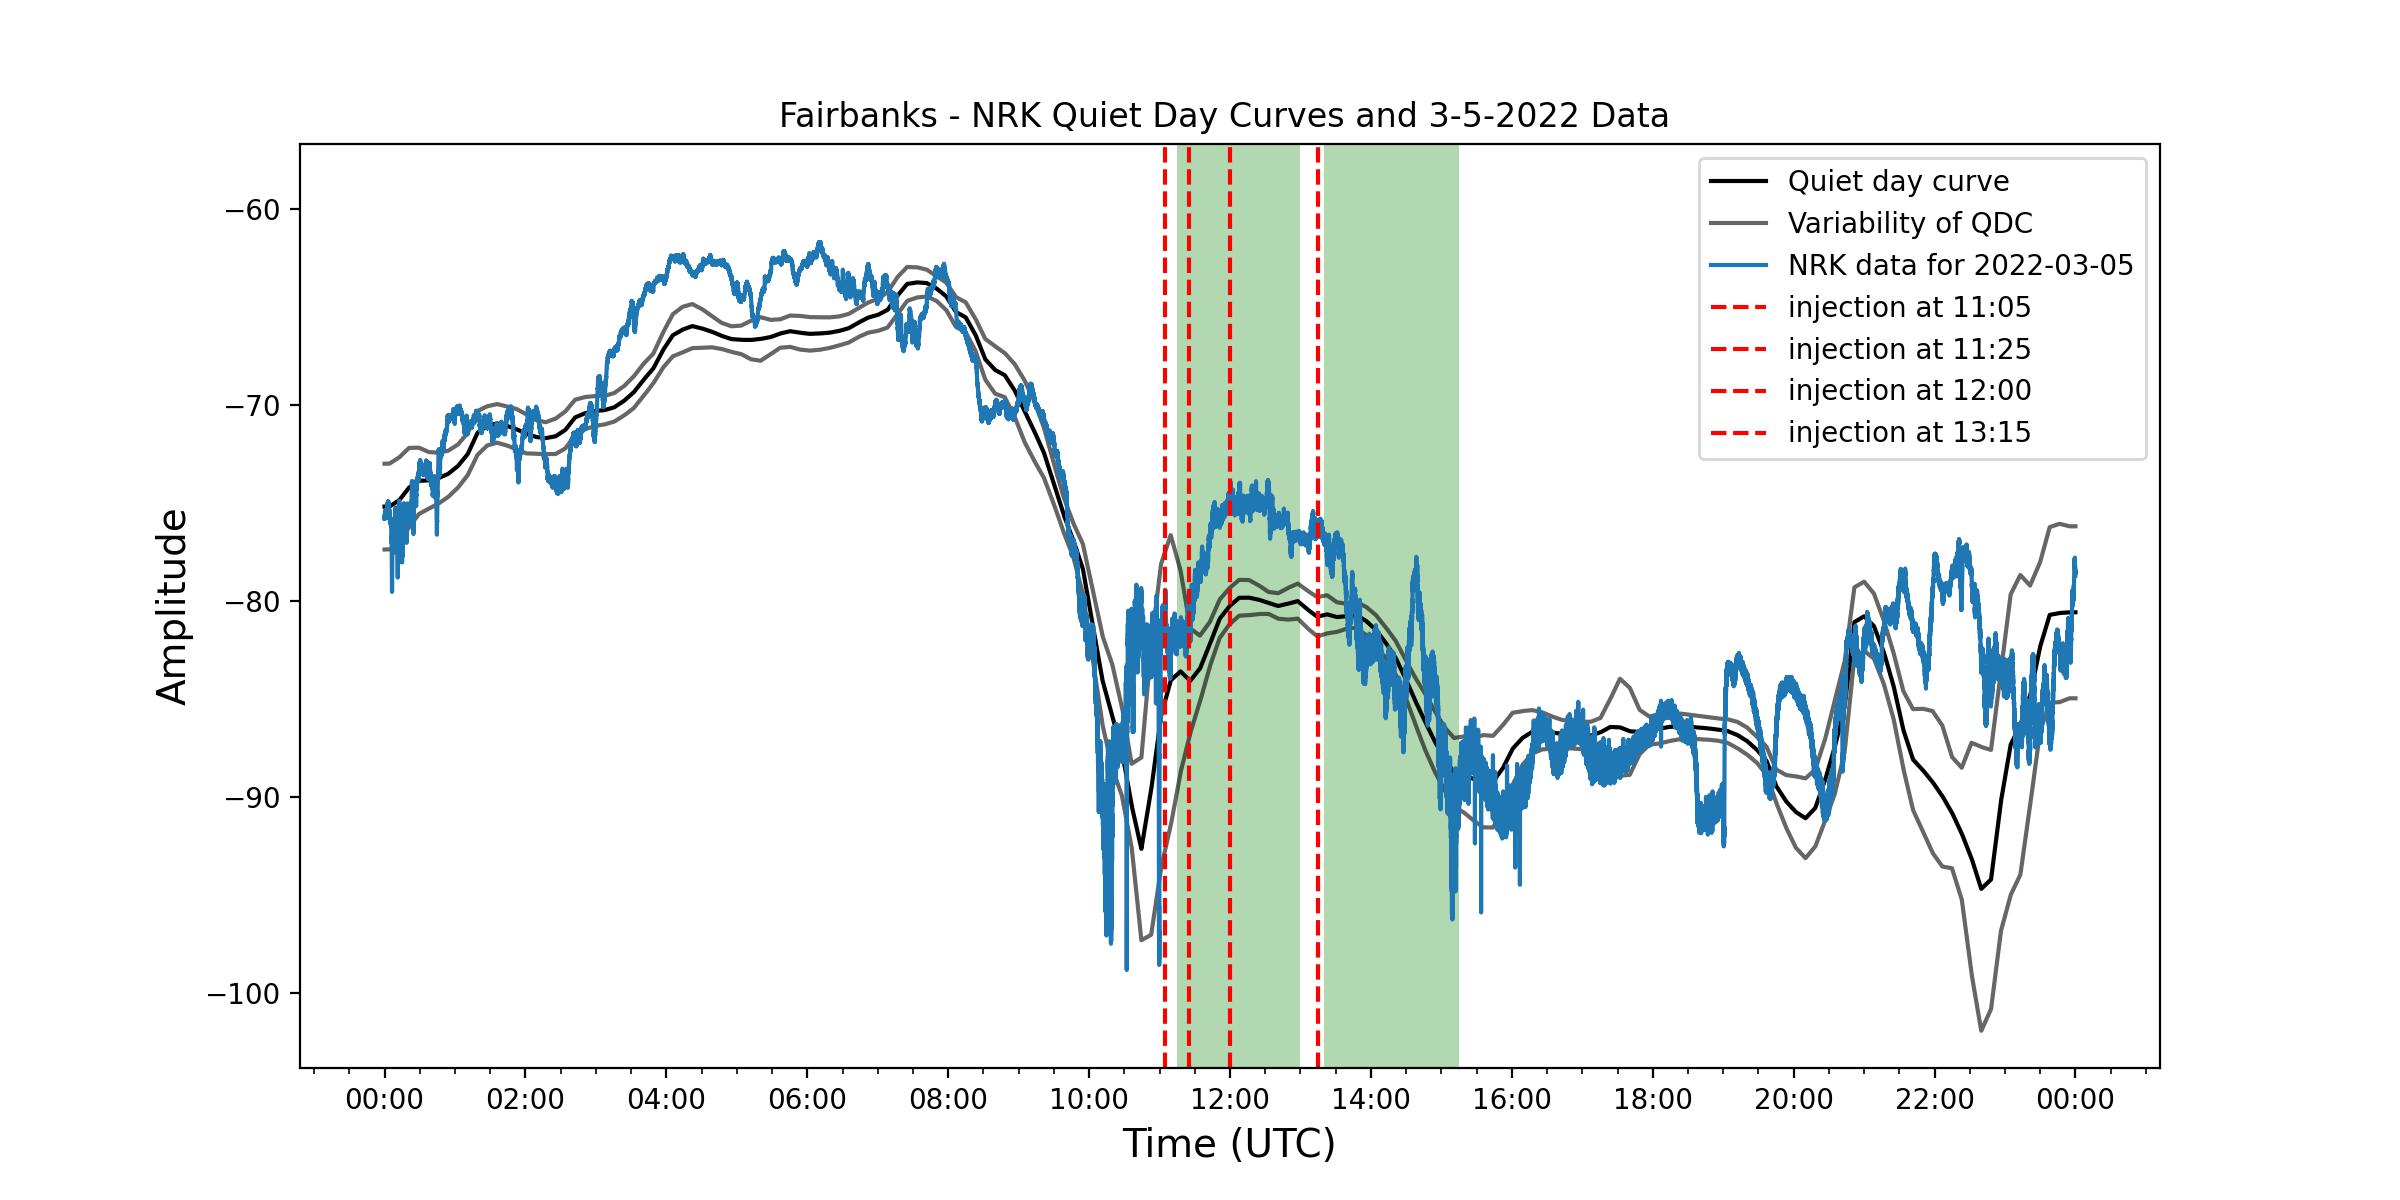 Fairbanks - NRK Quiet Day Curves and 3-5-2022 Data
Quiet day curve
Variability of QDC
NRK data for 2022-03-05
injection at 11:05
injection at 11:25
injection at 12:00
injection at 13:15
Amplitude
−60
−70
−80
−90
−100
00:00 02:00 04:00 06:00 08:00 10:00 12:00 14:00 16:00 18:00 20:00 22:00 00:00
Time (UTC)